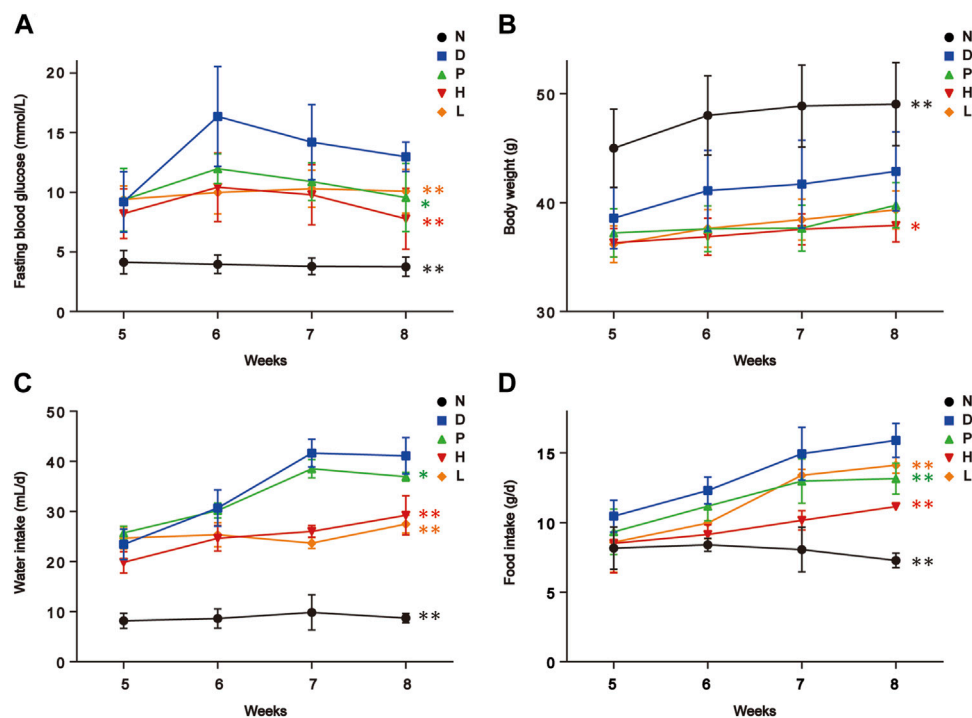 A
N
D
P
H
L
Fasting blood glucose (mmol/L)
20
15
10
5
0
**
*
**
**
5 6 7 8
Weeks
B
N
D
P
H
L
Body weight (g)
50
40
30
**
*
5 6 7 8
Weeks
C
N
D
P
H
L
Water intake (mL/d)
50
40
30
20
10
0
*
**
**
**
5 6 7 8
Weeks
D
N
D
P
H
L
Food intake (g/d)
15
10
5
0
**
**
**
**
5 6 7 8
Weeks